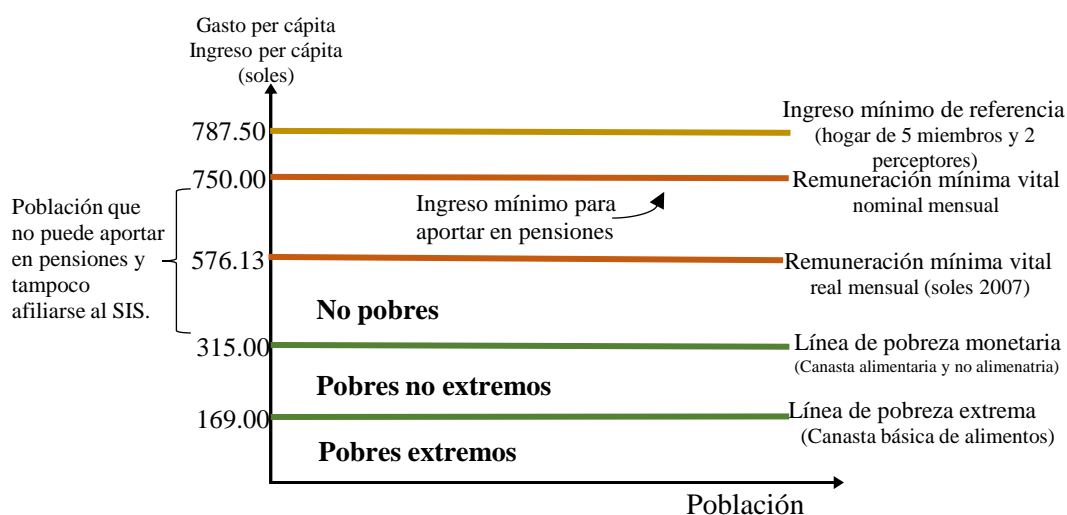 Gasto per cápita
Ingreso per cápita
(soles)
787.50
Ingreso mínimo de referencia
(hogar de 5 miembros y 2
perceptores)
750.00
Remuneración mínima vital
nominal mensual
Ingreso mínimo para
aportar en pensiones
Población que
no puede aportar
en pensiones y
tampoco
afiliarse al SIS.
576.13
Remuneración mínima vital
real mensual (soles 2007)
No pobres
315.00
Línea de pobreza monetaria
(Canasta alimentaria y no alimenatria)
Pobres no extremos
169.00
Línea de pobreza extrema
(Canasta básica de alimentos)
Pobres extremos
Población